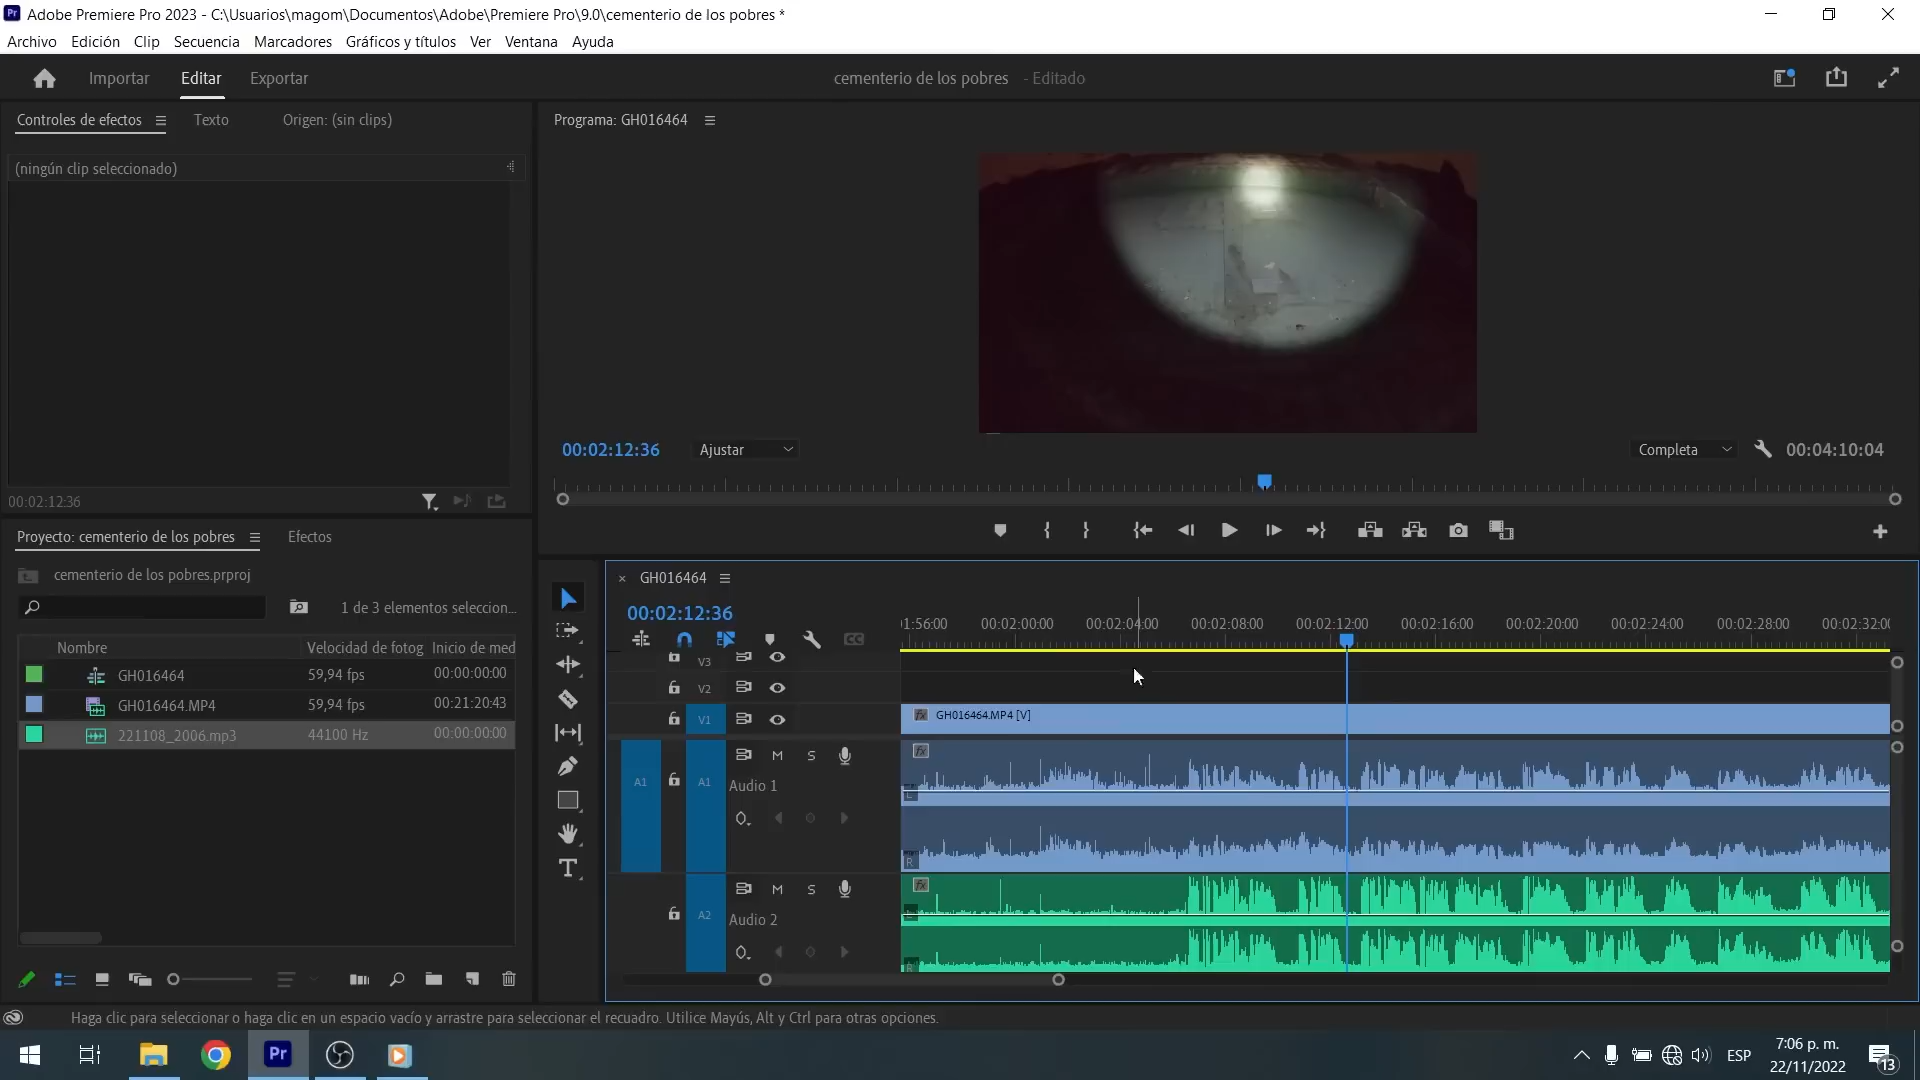 Adobe Premiere Pro 2023 - C:\Usuarios\magom\Documentos\Adobe\Premiere Pro\9.0\cementerio de los pobres *
Archivo Edición Clip Secuencia Marcadores Gráficos y títulos Ver Ventana Ayuda
Importar Editar Exportar cementerio de los pobres - Editado
Controles de efectos Texto Origen: (sin clips) Programa: GH016464
(ningún clip seleccionado)
00:02:12:36 Ajustar Completa 00:04:10:04
00:02:12:36
Proyecto: cementerio de los pobres Efectos
cementerio de los pobres.prproj
1 de 3 elementos seleccion...
Nombre Velocidad de fotog Inicio de med
GH016464 59,94 fps 00:00:00:00
GH016464.MP4 59,94 fps 00:21:20:43
221108_2006.mp3 44100 Hz 00:00:00:00
× GH016464
00:02:12:36
01:56:00 00:02:00:00 00:02:04:00 00:02:08:00 00:02:12:00 00:02:16:00 00:02:20:00 00:02:24:00 00:02:28:00 00:02:32:00
V3
V2
V1 GH016464.MP4 [V]
A1 A1 M S
Audio 1
L
R
A2 M S
Audio 2
R
Haga clic para seleccionar o haga clic en un espacio vacío y arrastre para seleccionar el recuadro. Utilice Mayús, Alt y Ctrl para otras opciones.
Pr
ESP
7:06 p. m.
22/11/2022
13